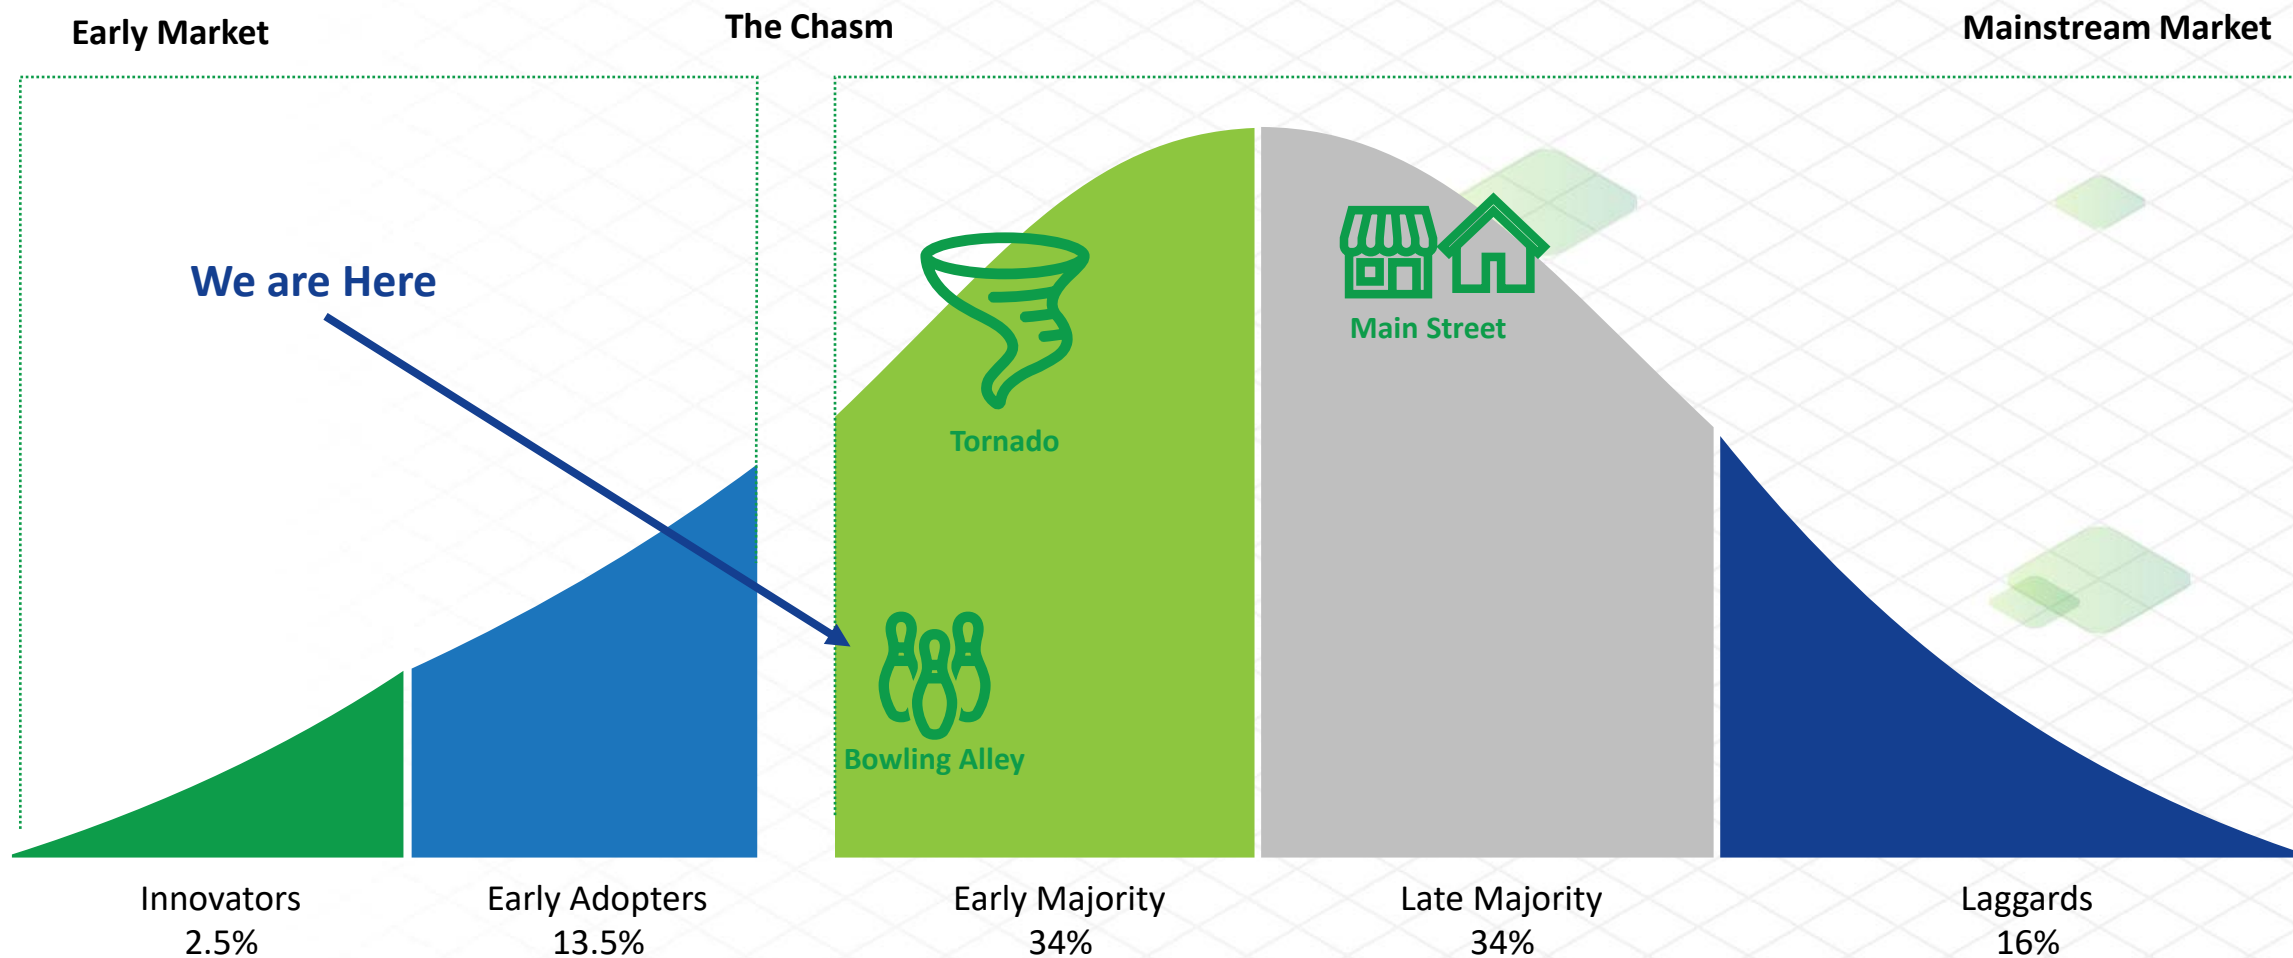 Early Market
The Chasm
Mainstream Market
We are Here
Tornado
Main Street
Bowling Alley
Innovators
2.5%
Early Adopters
13.5%
Early Majority
34%
Late Majority
34%
Laggards
16%